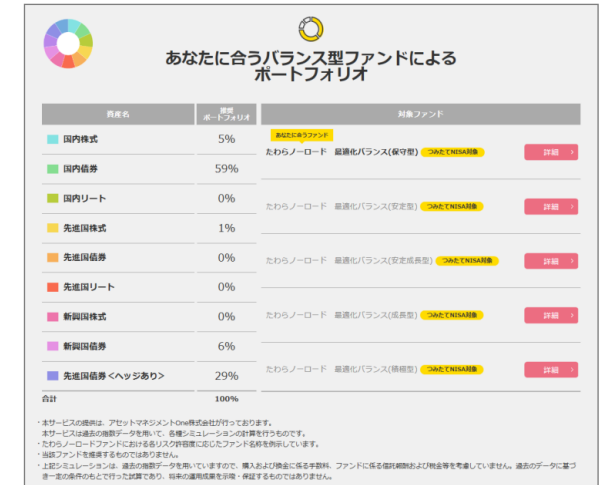 あなたに合うバランス型ファンドによる
ポートフォリオ
資産名
推奨
ポートフォリオ
対象ファンド
国内株式 5%
あなたに合うファンド
たわらノーロード 最適化バランス(保守型) つみたてNISA対象 詳細
国内債券 59%
国内リート 0%
たわらノーロード 最適化バランス(安定型) つみたてNISA対象 詳細
先進国株式 1%
先進国債券 0%
たわらノーロード 最適化バランス(安定成長型) つみたてNISA対象 詳細
先進国リート 0%
新興国株式 0%
たわらノーロード 最適化バランス(成長型) つみたてNISA対象 詳細
新興国債券 6%
先進国債券<ヘッジあり> 29%
たわらノーロード 最適化バランス(積極型) つみたてNISA対象 詳細
合計 100%
・本サービスの提供は、アセットマネジメントOne株式会社が行っております。
本サービスは過去の指数データを用いて、各種シミュレーションの計算を行うものです。
・たわらノーロードファンドにおける各リスク許容度に応じたファンド名称を例示しています。
・当該ファンドを推奨するものではありません。
・上記シミュレーションは、過去の指数データを用いていますので、購入および換金に係る手数料、ファンドに係る信託報酬および税金等を考慮していません。過去のデータに基づ
き一定の条件のもとで行った試算であり、将来の運用成果を示唆・保証するものではありません。